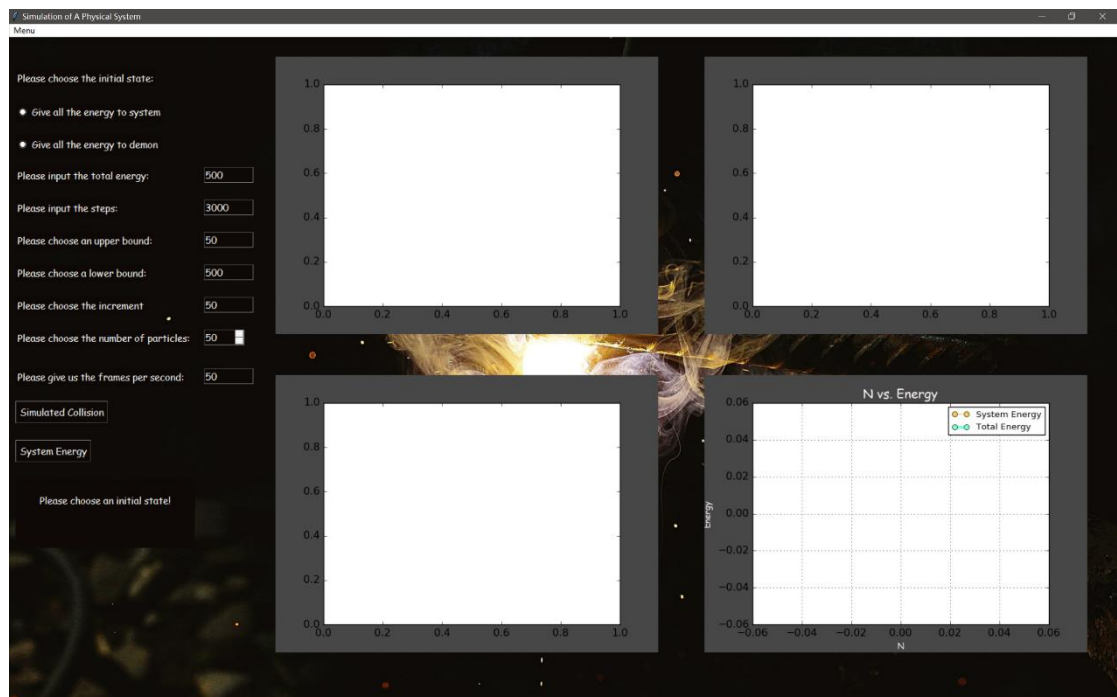 Simulation of A Physical System
Menu
Please choose the initial state:
Give all the energy to system
Give all the energy to demon
Please input the total energy: 500
Please input the steps: 3000
Please choose an upper bound: 50
Please choose a lower bound: 500
Please choose the increment 50
Please choose the number of particles: 50
Please give us the frames per second: 50
Simulated Collision
System Energy
Please choose an initial state!
1.0
0.8
0.6
0.4
0.2
0.0
0.0 0.2 0.4 0.6 0.8 1.0
1.0
0.8
0.6
0.4
0.2
0.0
0.0 0.2 0.4 0.6 0.8 1.0
1.0
0.8
0.6
0.4
0.2
0.0
0.0 0.2 0.4 0.6 0.8 1.0
N vs. Energy
System Energy
Total Energy
Energy
0.06
0.04
0.02
0.00
−0.02
−0.04
−0.06
−0.06 −0.04 −0.02 0.00 0.02 0.04 0.06
N